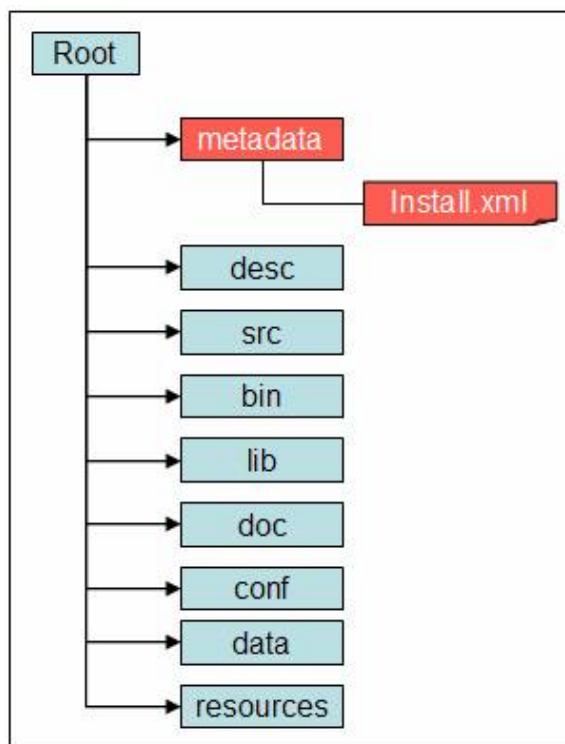 Root
metadata
Install.xml
desc
src
bin
lib
doc
conf
data
resources